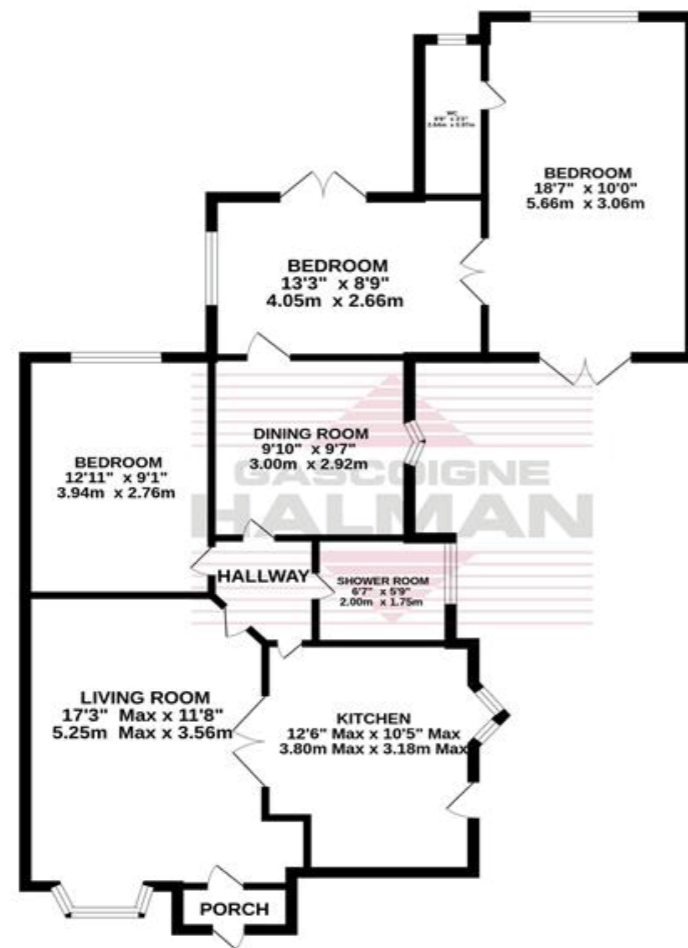 WC
BEDROOM
18'7" x 10'0"
5.66m x 3.06m
BEDROOM
13'3" x 8'9"
4.05m x 2.66m
DINING ROOM
9'10" x 9'7"
3.00m x 2.92m
BEDROOM
12'11" x 9'1"
3.94m x 2.76m
GASCOIGNE
HALMAN
HALLWAY
SHOWER ROOM
6'7" x 5'9"
2.00m x 1.75m
LIVING ROOM
17'3" Max x 11'8"
5.25m Max x 3.56m
KITCHEN
12'6" Max x 10'5" Max
3.80m Max x 3.18m Max
PORCH